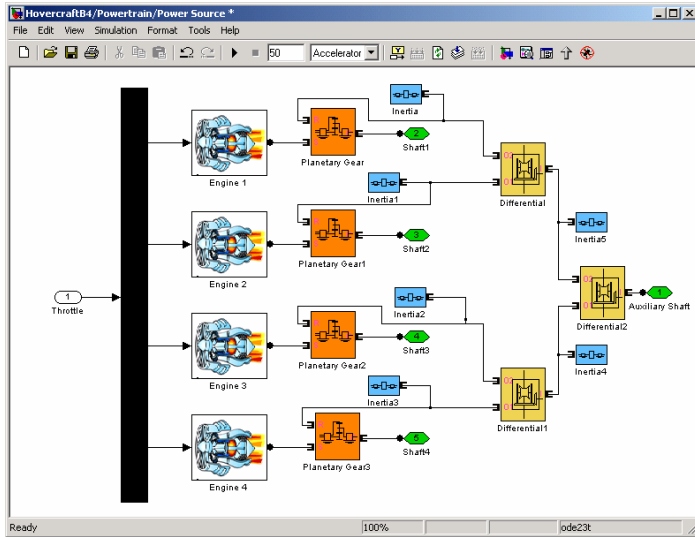 HovercraftB4/Powertrain/Power Source *
File Edit View Simulation Format Tools Help
50 Accelerator
Inertia
2
Shaft1
Planetary Gear
Engine 1
Differential
Inertia1
3
Shaft2
Planetary Gear1
Engine 2
Inertia5
1
Throttle
1
Auxiliary Shaft
Differential2
Inertia2
4
Shaft3
Planetary Gear2
Engine 3
Inertia4
Inertia3
Differential1
5
Shaft4
Planetary Gear3
Engine 4
Ready 100% ode23t